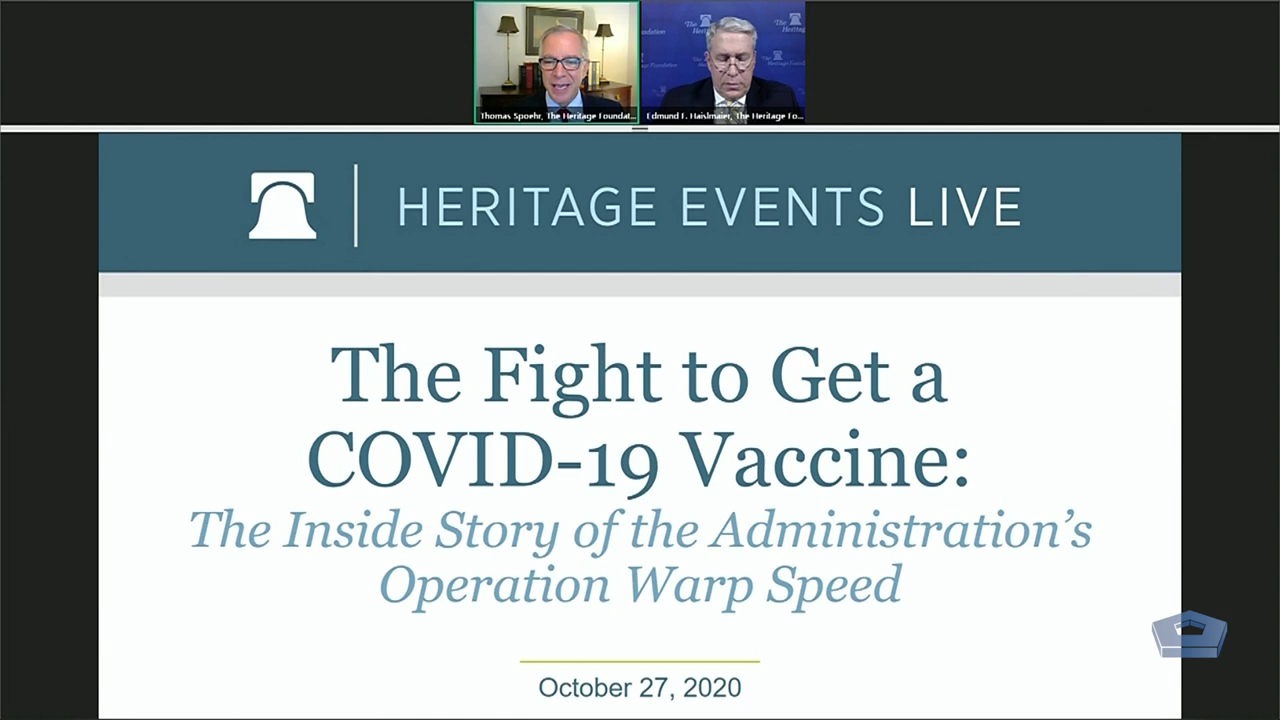 Thomas Spoehr, The Heritage Foundat...
Edmund F. Haislmaier, The Heritage Fo...
HERITAGE EVENTS LIVE
The Fight to Get a
COVID-19 Vaccine:
The Inside Story of the Administration’s
Operation Warp Speed
October 27, 2020